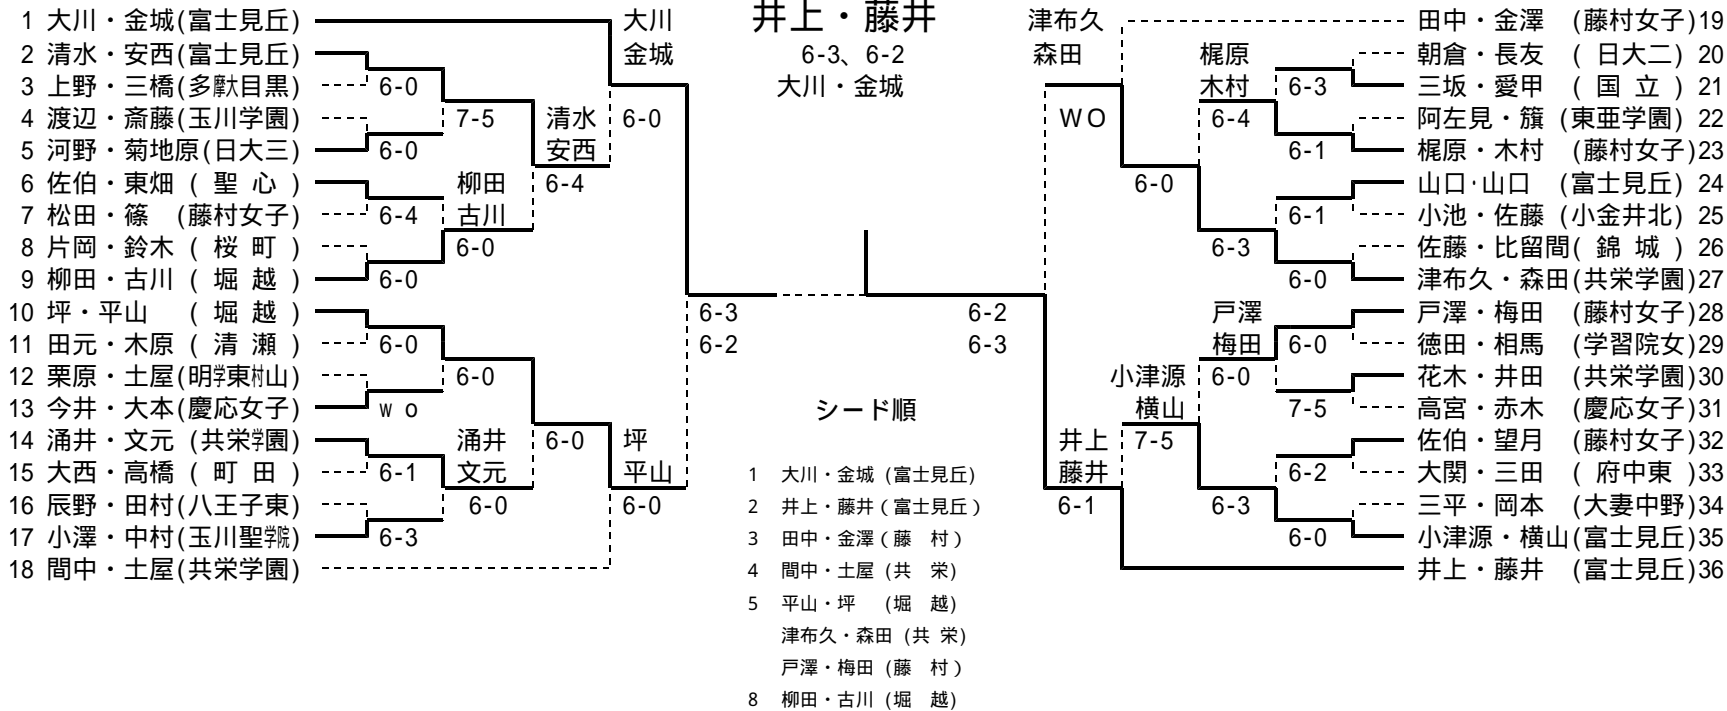 井上・藤井
6-3、6-2
大川・金城
1 大川・金城(富士見丘)
2 清水・安西(富士見丘)
3 上野・三橋(多摩大目黒)
4 渡辺・斎藤(玉川学園)
5 河野・菊地原(日大三)
6 佐伯・東畑 ( 聖 心 )
7 松田・篠 (藤村女子)
8 片岡・鈴木 ( 桜 町 )
9 柳田・古川 ( 堀 越 )
10 坪・平山 ( 堀 越 )
11 田元・木原 ( 清 瀬 )
12 栗原・土屋(明学東村山)
13 今井・大本(慶応女子)
14 涌井・文元 (共栄学園)
15 大西・高橋 ( 町 田 )
16 辰野・田村(八王子東)
17 小澤・中村(玉川聖学院)
18 間中・土屋(共栄学園)
6-0
6-0
6-4
6-0
6-0
w o
6-1
6-3
7-5
柳田
古川
6-0
6-0
涌井
文元
6-0
清水
安西
6-4
6-0
大川
金城
6-0
坪
平山
6-0
6-3
6-2
6-2
6-3
津布久
森田
WO
井上
藤井
6-1
6-0
小津源
横山
7-5
梶原
木村
6-4
6-3
戸澤
梅田
6-0
6-3
6-3
6-1
6-1
6-0
6-0
7-5
6-2
6-0
田中・金澤 (藤村女子)19
朝倉・長友 ( 日大二) 20
三坂・愛甲 ( 国 立 ) 21
阿左見・籏 (東亜学園) 22
梶原・木村 (藤村女子)23
山口・山口 (富士見丘) 24
小池・佐藤 (小金井北) 25
佐藤・比留間( 錦 城 ) 26
津布久・森田(共栄学園)27
戸澤・梅田 (藤村女子)28
徳田・相馬 (学習院女)29
花木・井田 (共栄学園)30
高宮・赤木 (慶応女子)31
佐伯・望月 (藤村女子)32
大関・三田 ( 府中東 )33
三平・岡本 (大妻中野)34
小津源・横山(富士見丘)35
井上・藤井 (富士見丘)36
シード順
1 大川・金城 (富士見丘)
2 井上・藤井 ( 富士見丘 )
3 田中・金澤 ( 藤 村 )
4 間中・土屋 (共 栄)
5 平山・坪 (堀 越)
津布久・森田 (共 栄)
戸澤・梅田 (藤 村 )
8 柳田・古川 (堀 越)